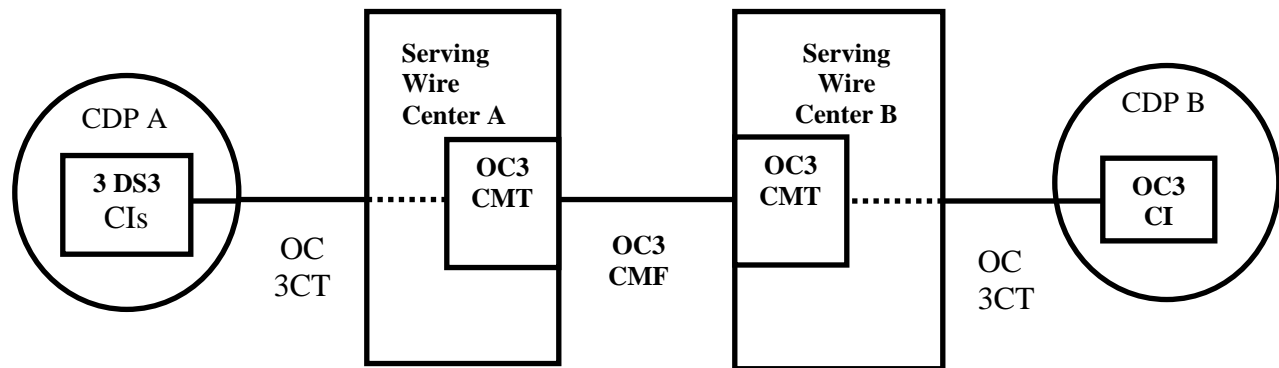 CDP A
3 DS3
CIs
OC
3CT
Serving
Wire
Center A
OC3
CMT
OC3
CMF
Serving
Wire
Center B
OC3
CMT
OC
3CT
CDP B
OC3
CI